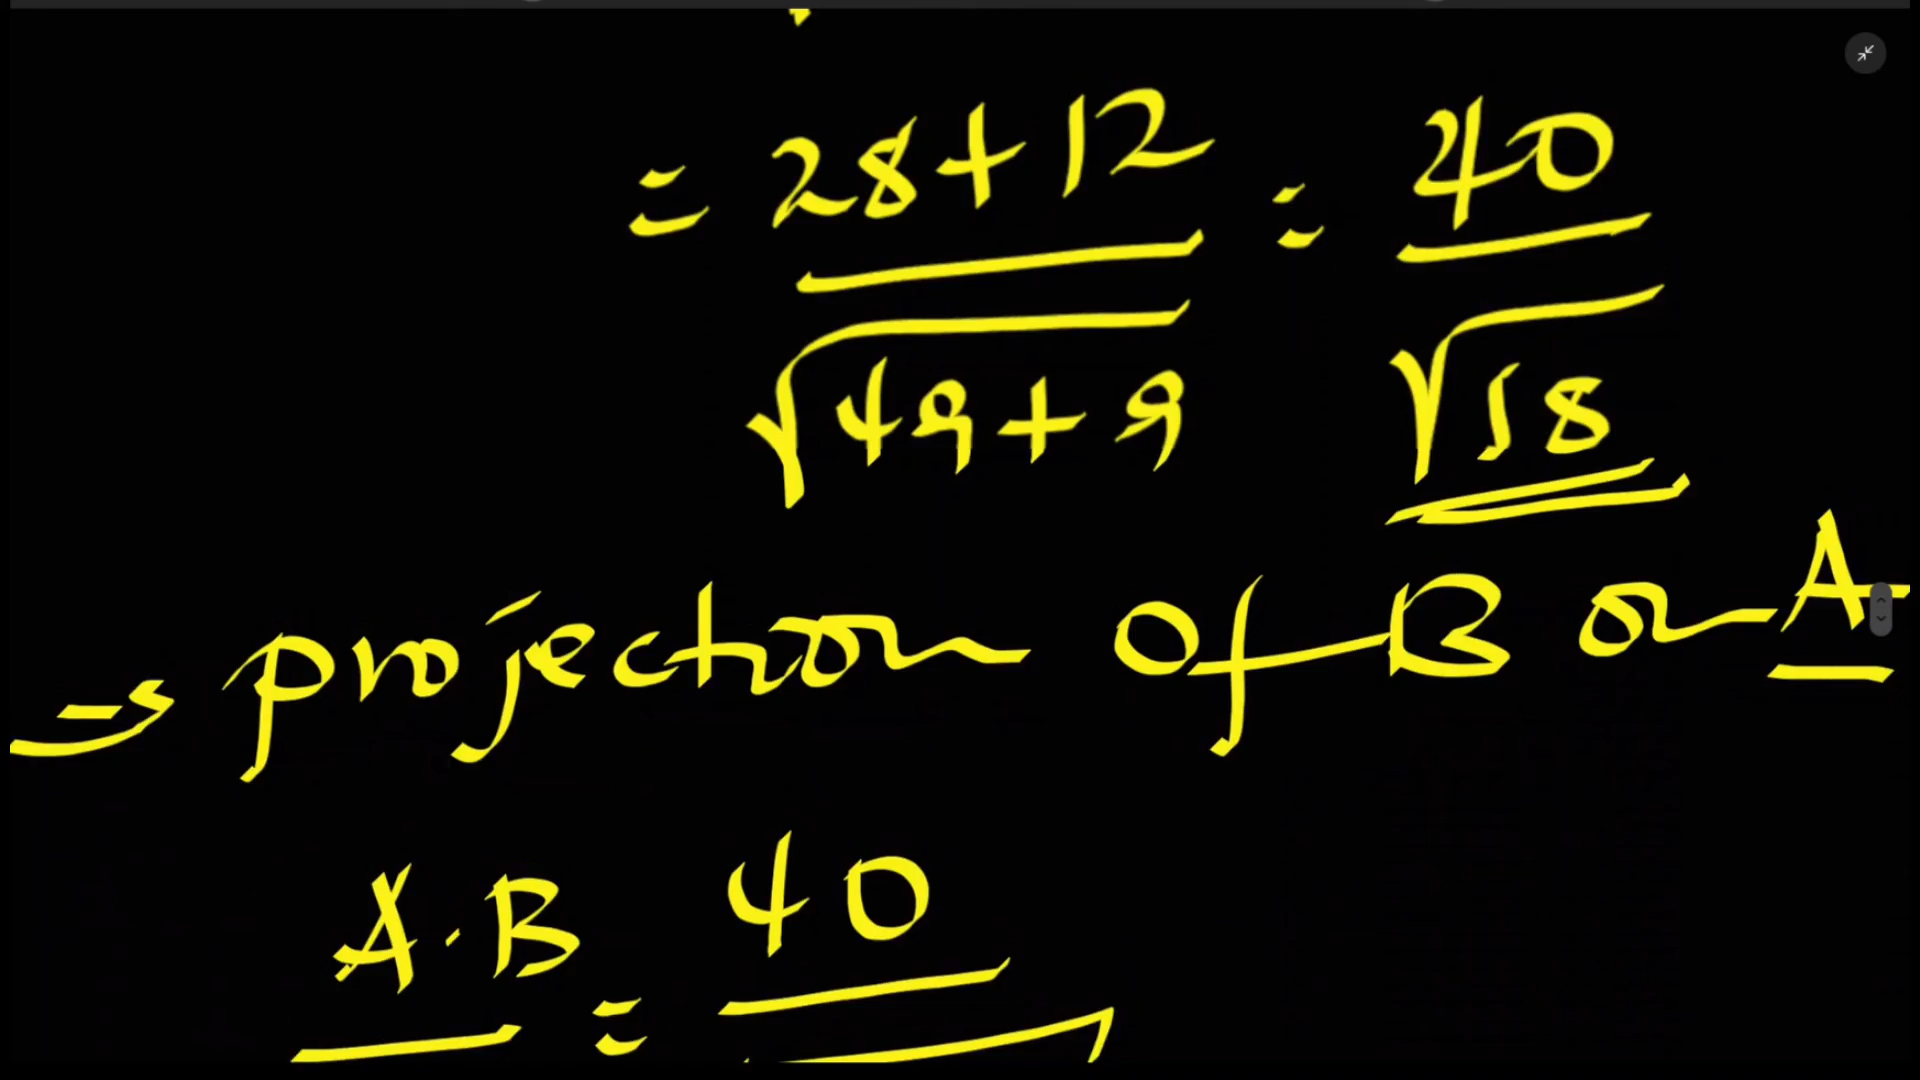 = 28+12 = 40
√49+9 √58
⇒ projection of B on A
A·B = 40